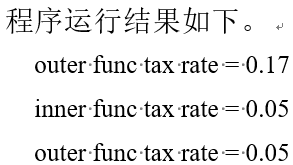 程序运行结果如下。
outer func tax rate = 0.17
inner func tax rate = 0.05
outer func tax rate = 0.05